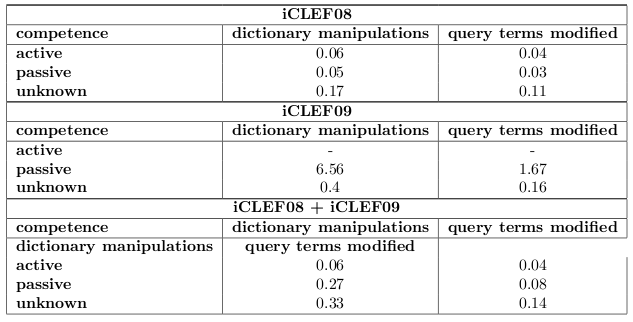 iCLEF08
competence dictionary manipulations query terms modified
active 0.06 0.04
passive 0.05 0.03
unknown 0.17 0.11
iCLEF09
competence dictionary manipulations query terms modified
active - -
passive 6.56 1.67
unknown 0.4 0.16
iCLEF08 + iCLEF09
competence dictionary manipulations query terms modified
dictionary manipulations query terms modified
active 0.06 0.04
passive 0.27 0.08
unknown 0.33 0.14